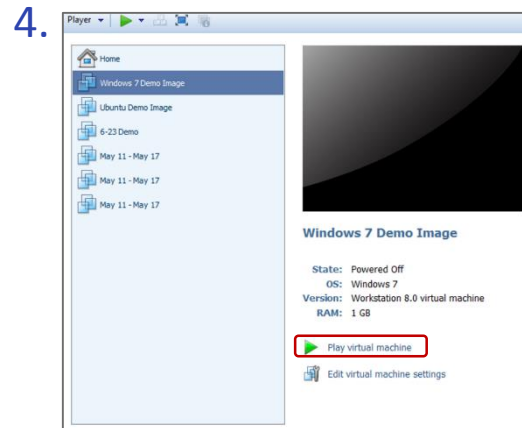 4.
Player
Home
Windows 7 Demo Image
Ubuntu Demo Image
6-23 Demo
May 11 - May 17
May 11 - May 17
May 11 - May 17
Windows 7 Demo Image
State: Powered Off
OS: Windows 7
Version: Workstation 8.0 virtual machine
RAM: 1 GB
Play virtual machine
Edit virtual machine settings